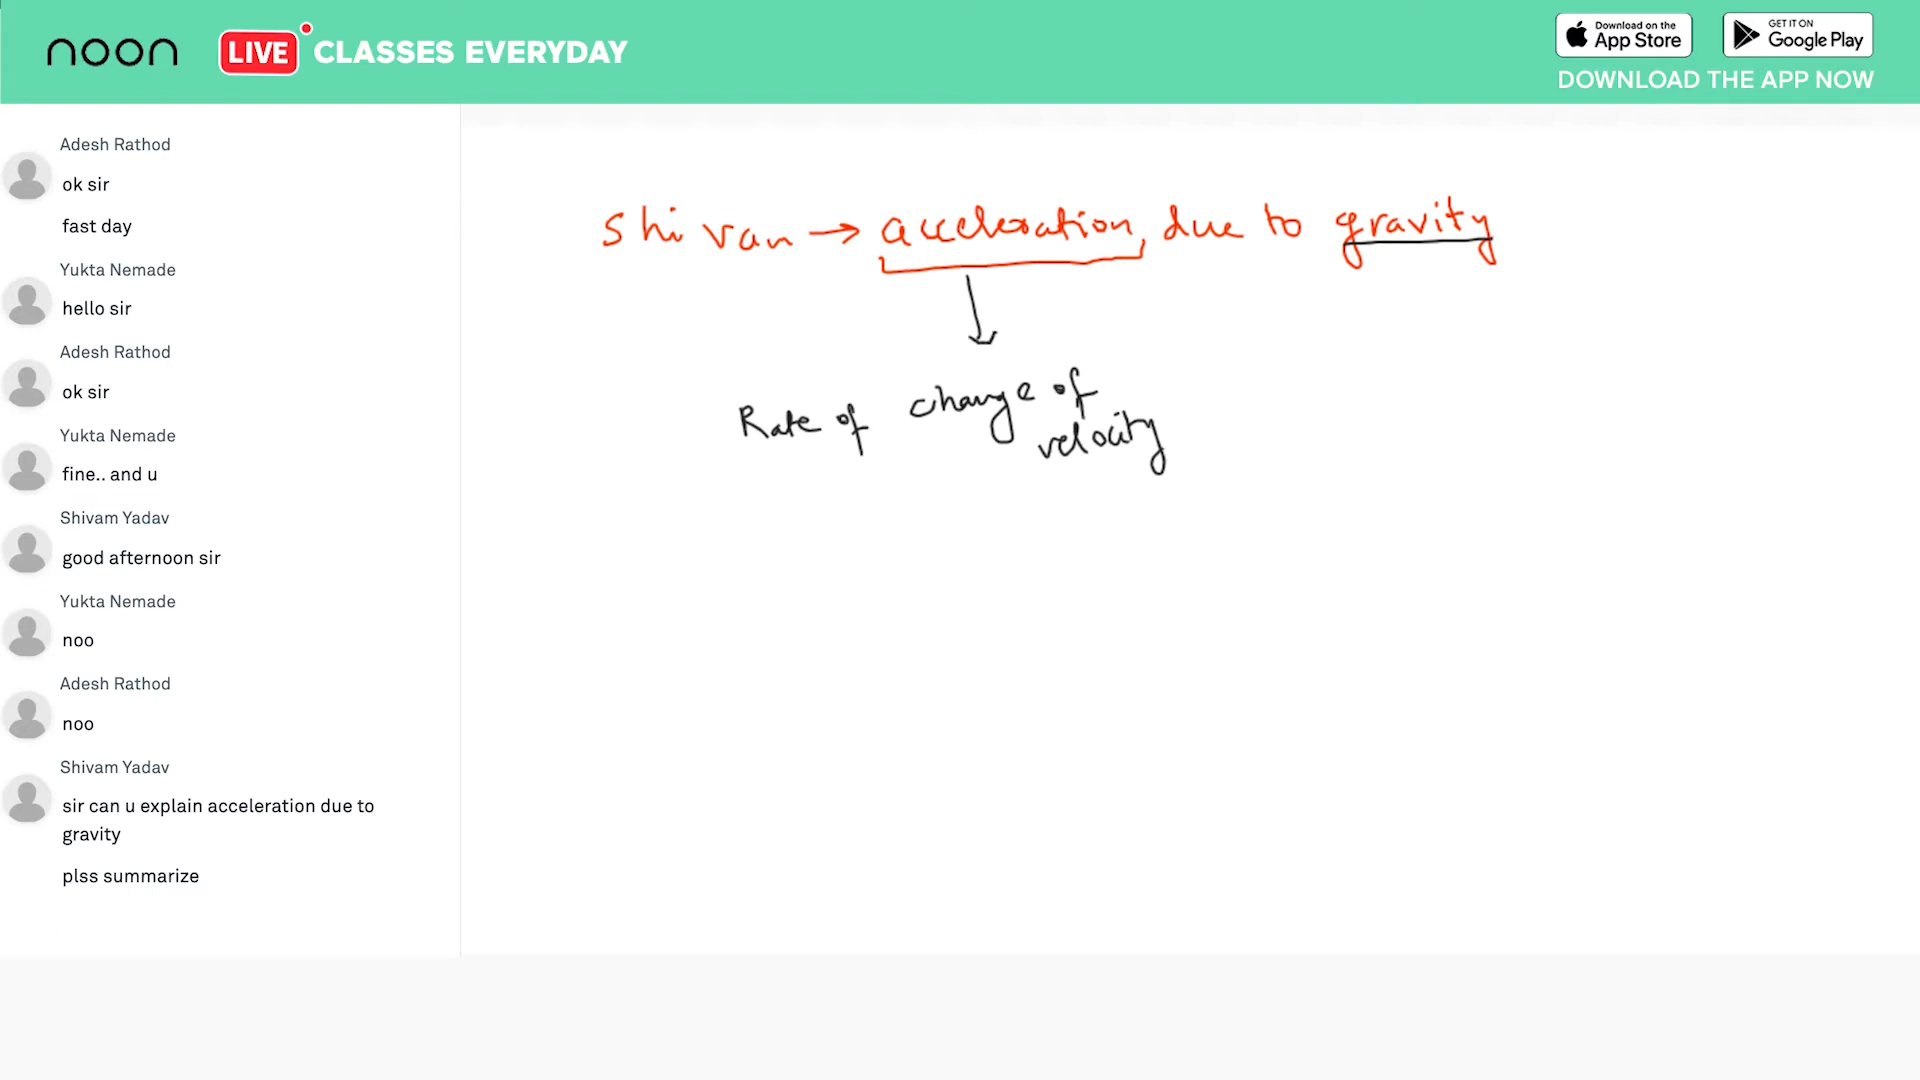 noon LIVE CLASSES EVERYDAY
Download on the App Store
GET IT ON Google Play
DOWNLOAD THE APP NOW
Adesh Rathod
ok sir
fast day
Yukta Nemade
hello sir
Adesh Rathod
ok sir
Yukta Nemade
fine.. and u
Shivam Yadav
good afternoon sir
Yukta Nemade
noo
Adesh Rathod
noo
Shivam Yadav
sir can u explain acceleration due to
gravity
plss summarize
Shivan → acceleration, due to gravity
Rate of change of
velocity